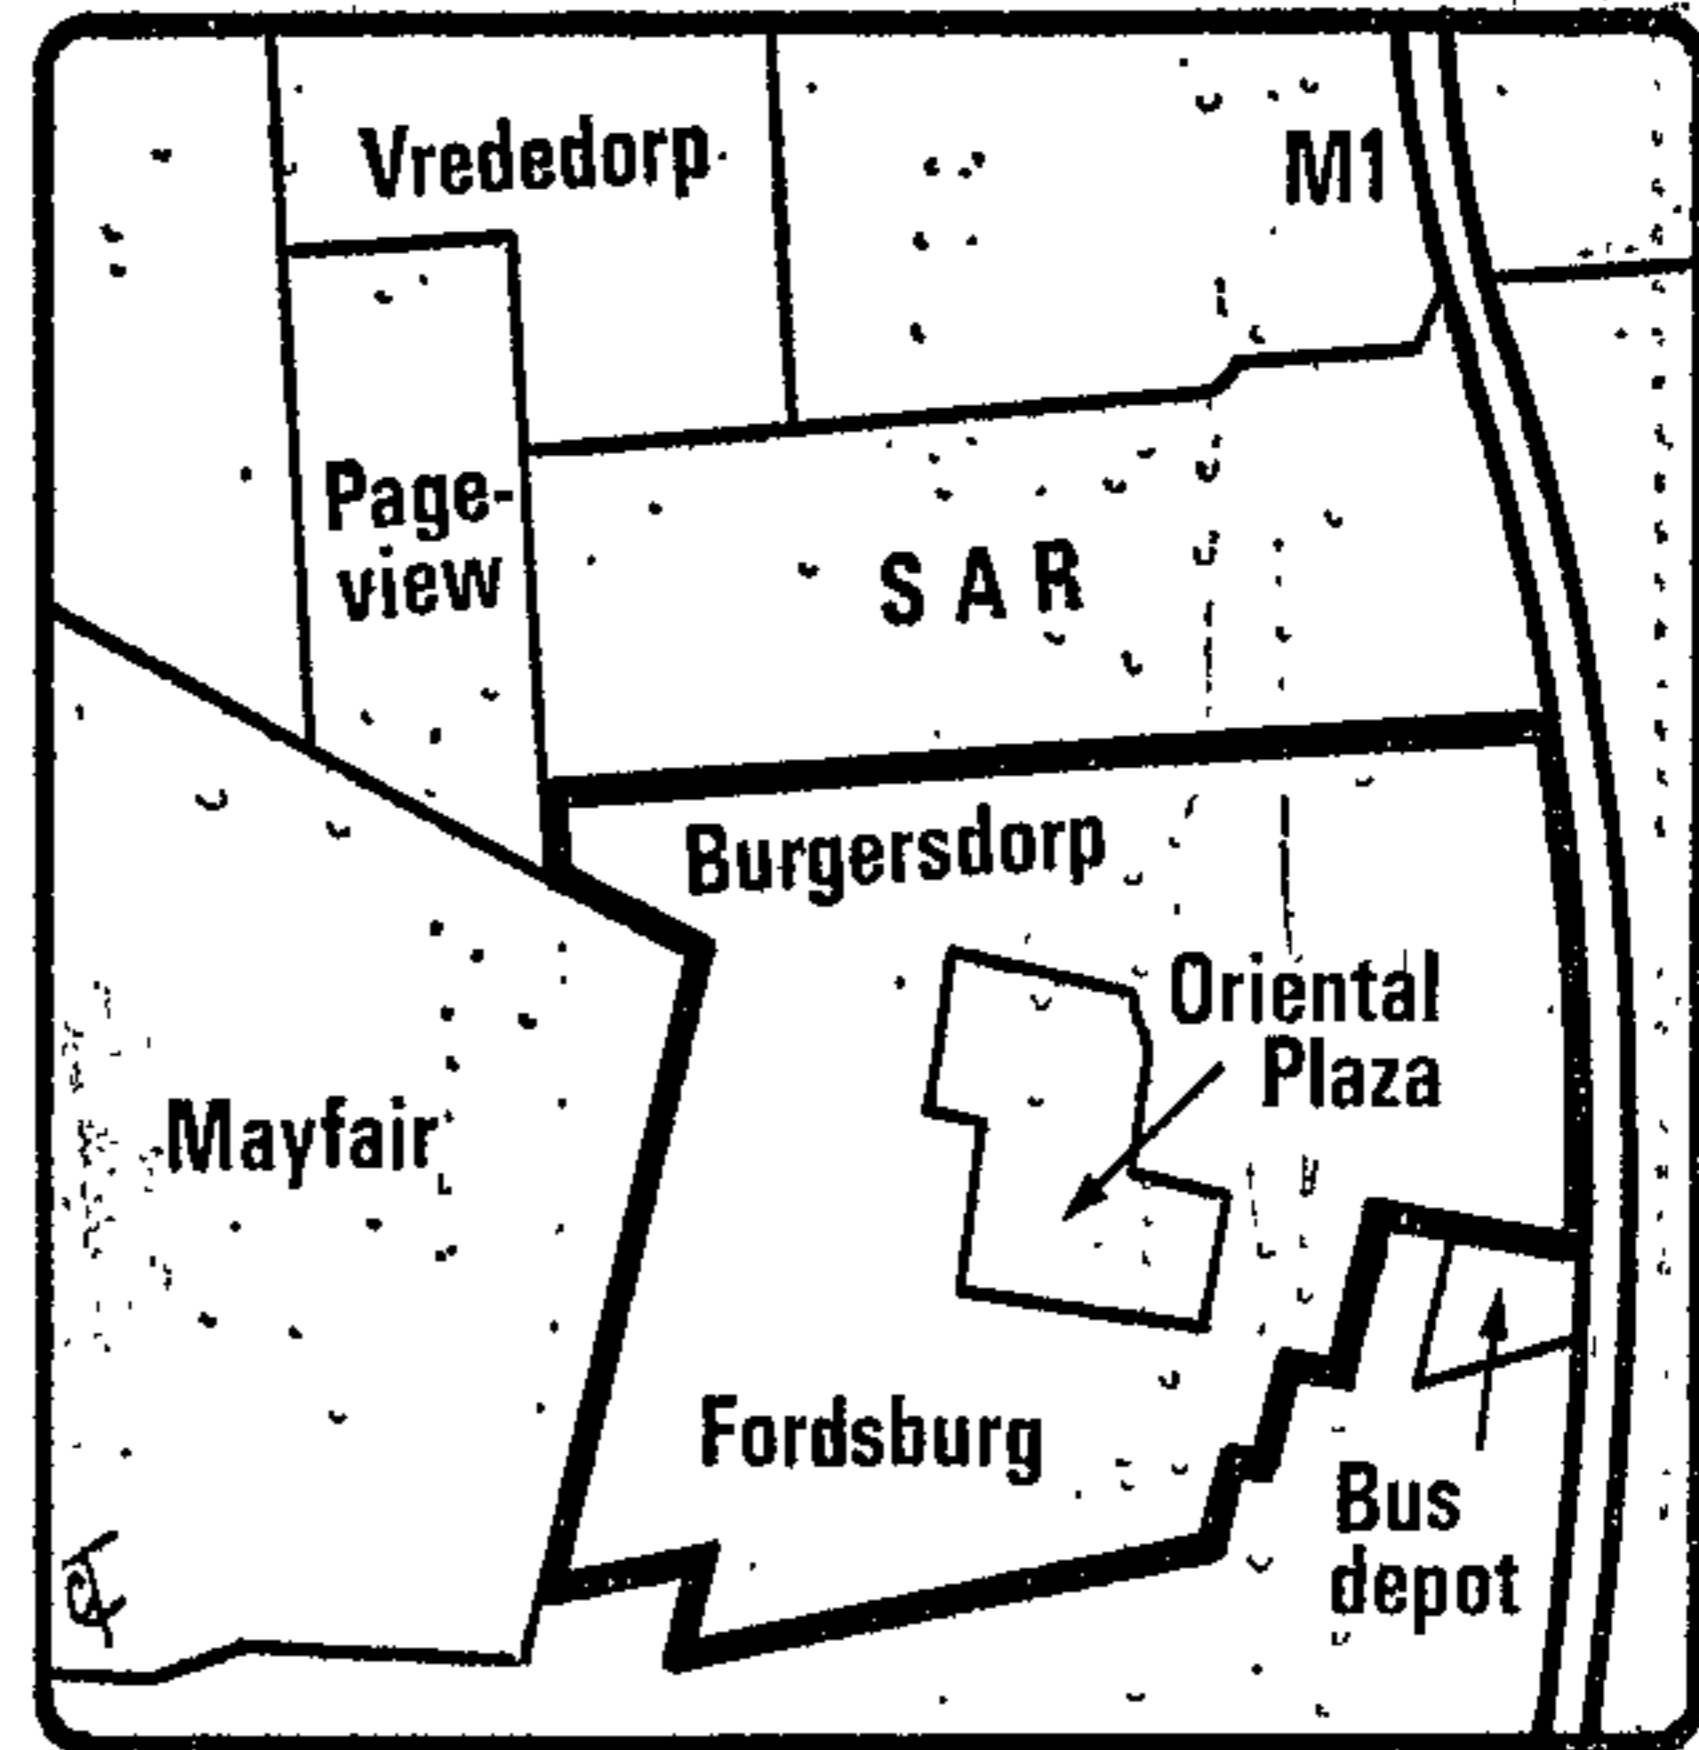 Vrededorp
M1
Page-
view
S A R
Burgersdorp
Oriental
Plaza
Mayfair
Fordsburg
Bus
depot